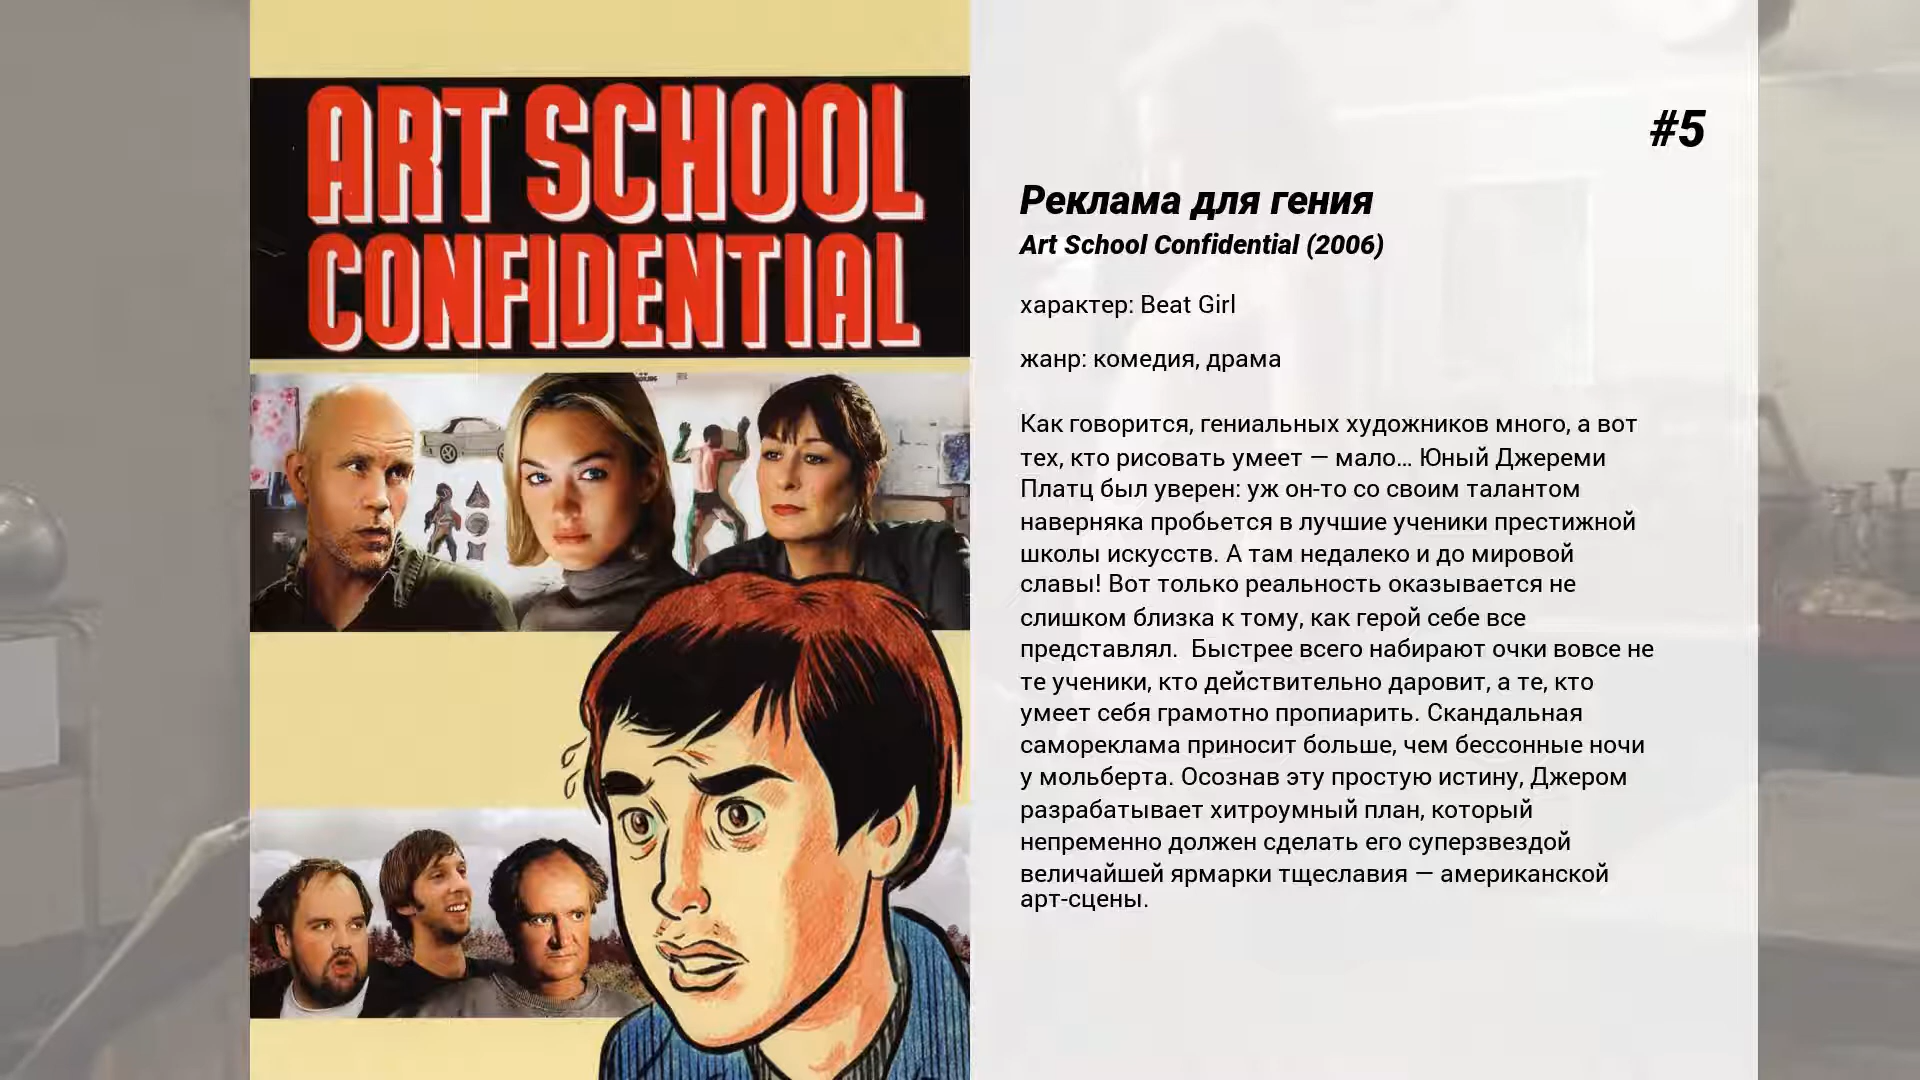 ART SCHOOL
CONFIDENTIAL
#5
Реклама для гения
Art School Confidential (2006)
характер: Beat Girl
жанр: комедия, драма
Как говорится, гениальных художников много, а вот
тех, кто рисовать умеет — мало... Юный Джереми
Платц был уверен: уж он-то со своим талантом
наверняка пробьется в лучшие ученики престижной
школы искусств. А там недалеко и до мировой
славы! Вот только реальность оказывается не
слишком близка к тому, как герой себе все
представлял.  Быстрее всего набирают очки вовсе не
те ученики, кто действительно даровит, а те, кто
умеет себя грамотно пропиарить. Скандальная
самореклама приносит больше, чем бессонные ночи
у мольберта. Осознав эту простую истину, Джером
разрабатывает хитроумный план, который
непременно должен сделать его суперзвездой
величайшей ярмарки тщеславия — американской
арт-сцены.